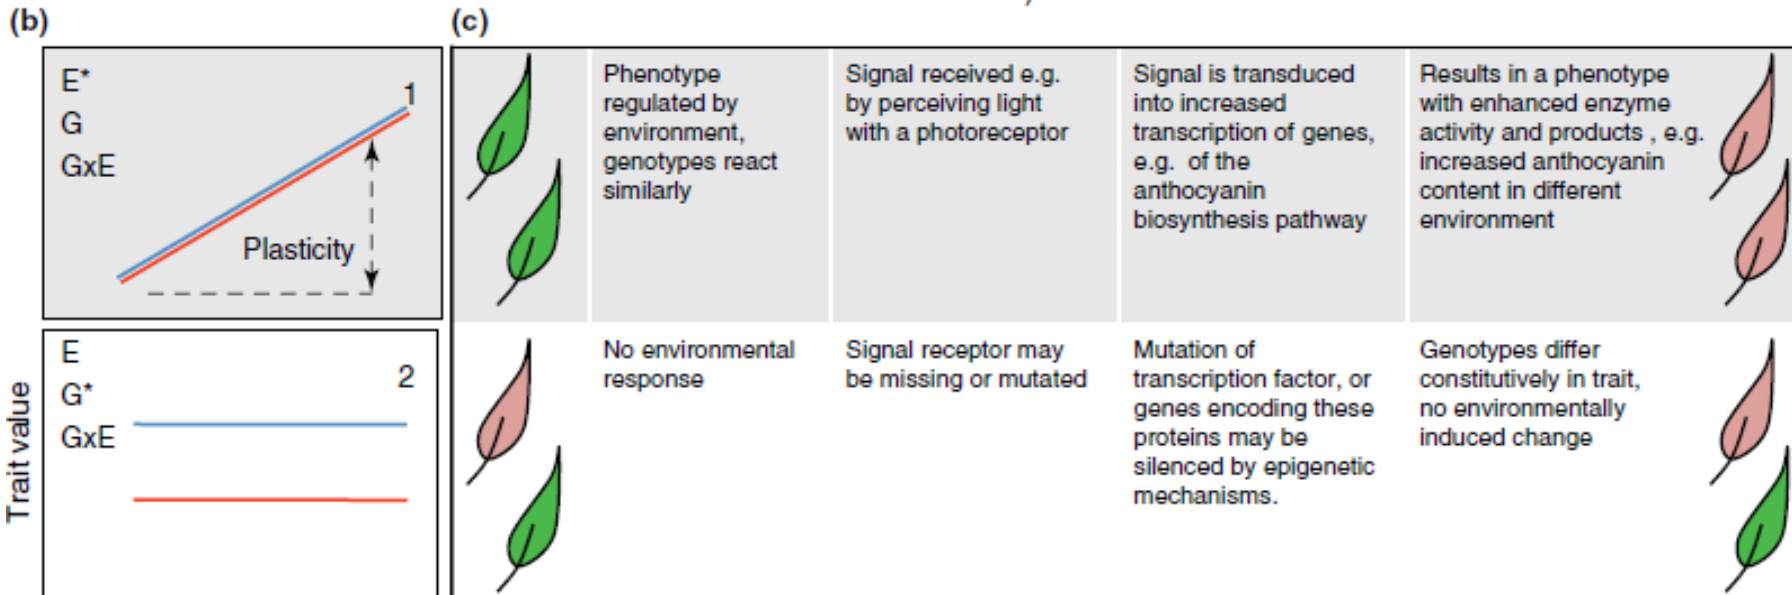 (b)
(c)
E*
G
GxE
1
Plasticity
Phenotype
regulated by
environment,
genotypes react
similarly
Signal received e.g.
by perceiving light
with a photoreceptor
Signal is transduced
into increased
transcription of genes,
e.g. of the
anthocyanin
biosynthesis pathway
Results in a phenotype
with enhanced enzyme
activity and products , e.g.
increased anthocyanin
content in different
environment
Trait value
E
G*
GxE
2
No environmental
response
Signal receptor may
be missing or mutated
Mutation of
transcription factor, or
genes encoding these
proteins may be
silenced by epigenetic
mechanisms.
Genotypes differ
constitutively in trait,
no environmentally
induced change